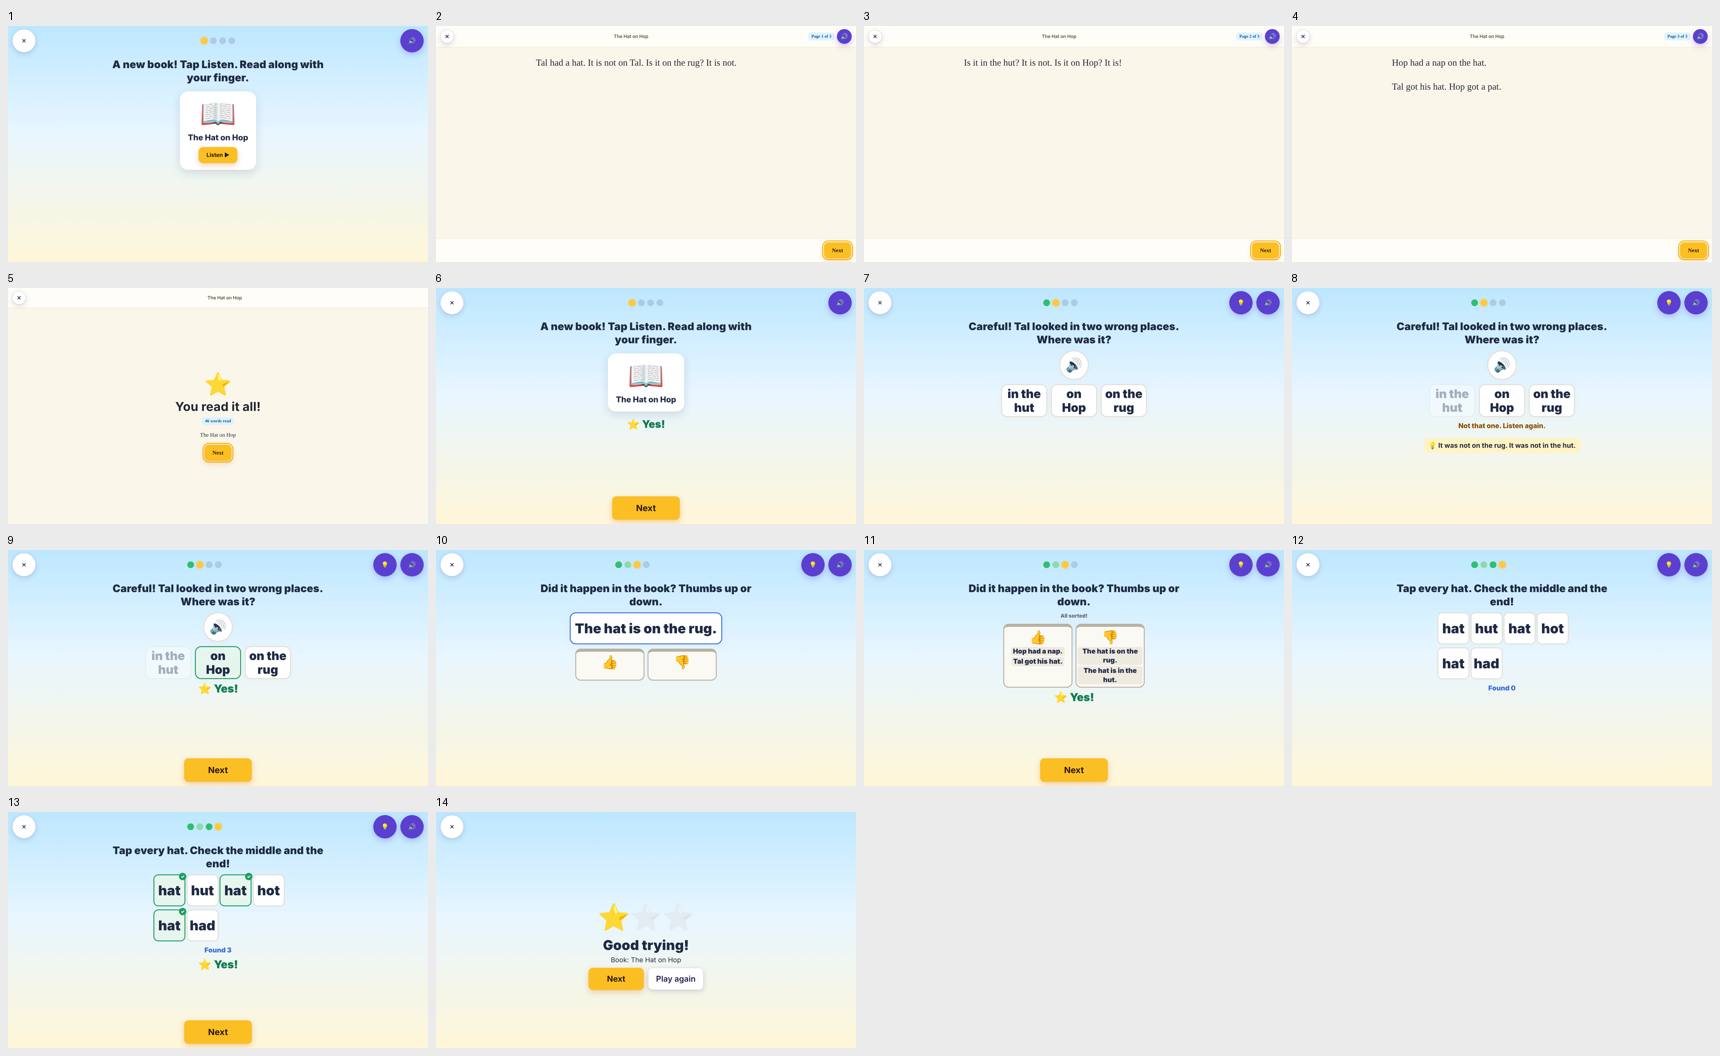 1
A new book! Tap Listen. Read along with
your finger.
The Hat on Hop
Listen ▶
2
The Hat on Hop
Page 1 of 3
Tal had a hat. It is not on Tal. Is it on the rug? It is not.
Next
3
The Hat on Hop
Page 2 of 3
Is it in the hut? It is not. Is it on Hop? It is!
Next
4
The Hat on Hop
Page 3 of 3
Hop had a nap on the hat.
Tal got his hat. Hop got a pat.
Next
5
The Hat on Hop
You read it all!
46 words read
The Hat on Hop
Next
6
A new book! Tap Listen. Read along with
your finger.
The Hat on Hop
Yes!
Next
7
Careful! Tal looked in two wrong places.
Where was it?
in the hut
on Hop
on the rug
8
Careful! Tal looked in two wrong places.
Where was it?
in the hut
on Hop
on the rug
Not that one. Listen again.
It was not on the rug. It was not in the hut.
9
Careful! Tal looked in two wrong places.
Where was it?
in the hut
on Hop
on the rug
Yes!
Next
10
Did it happen in the book? Thumbs up or
down.
The hat is on the rug.
11
Did it happen in the book? Thumbs up or
down.
All sorted!
Hop had a nap.
Tal got his hat.
The hat is on the
rug.
The hat is in the
hut.
Yes!
Next
12
Tap every hat. Check the middle and the
end!
hat hut hat hot
hat had
Found 0
13
Tap every hat. Check the middle and the
end!
hat hut hat hot
hat had
Found 3
Yes!
Next
14
Good trying!
Book: The Hat on Hop
Next
Play again